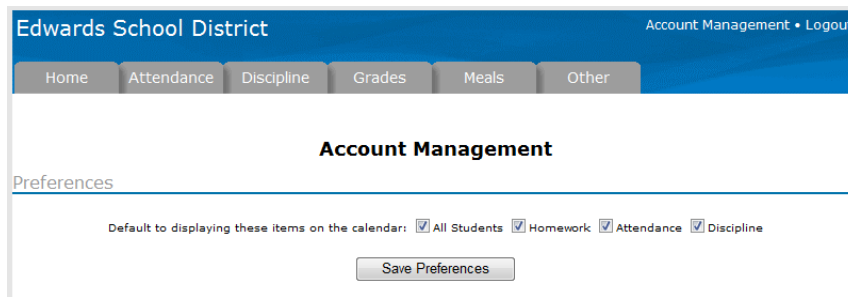 Edwards School District
Account Management • Logout
Home Attendance Discipline Grades Meals Other
Account Management
Preferences
Default to displaying these items on the calendar: All Students Homework Attendance Discipline
Save Preferences